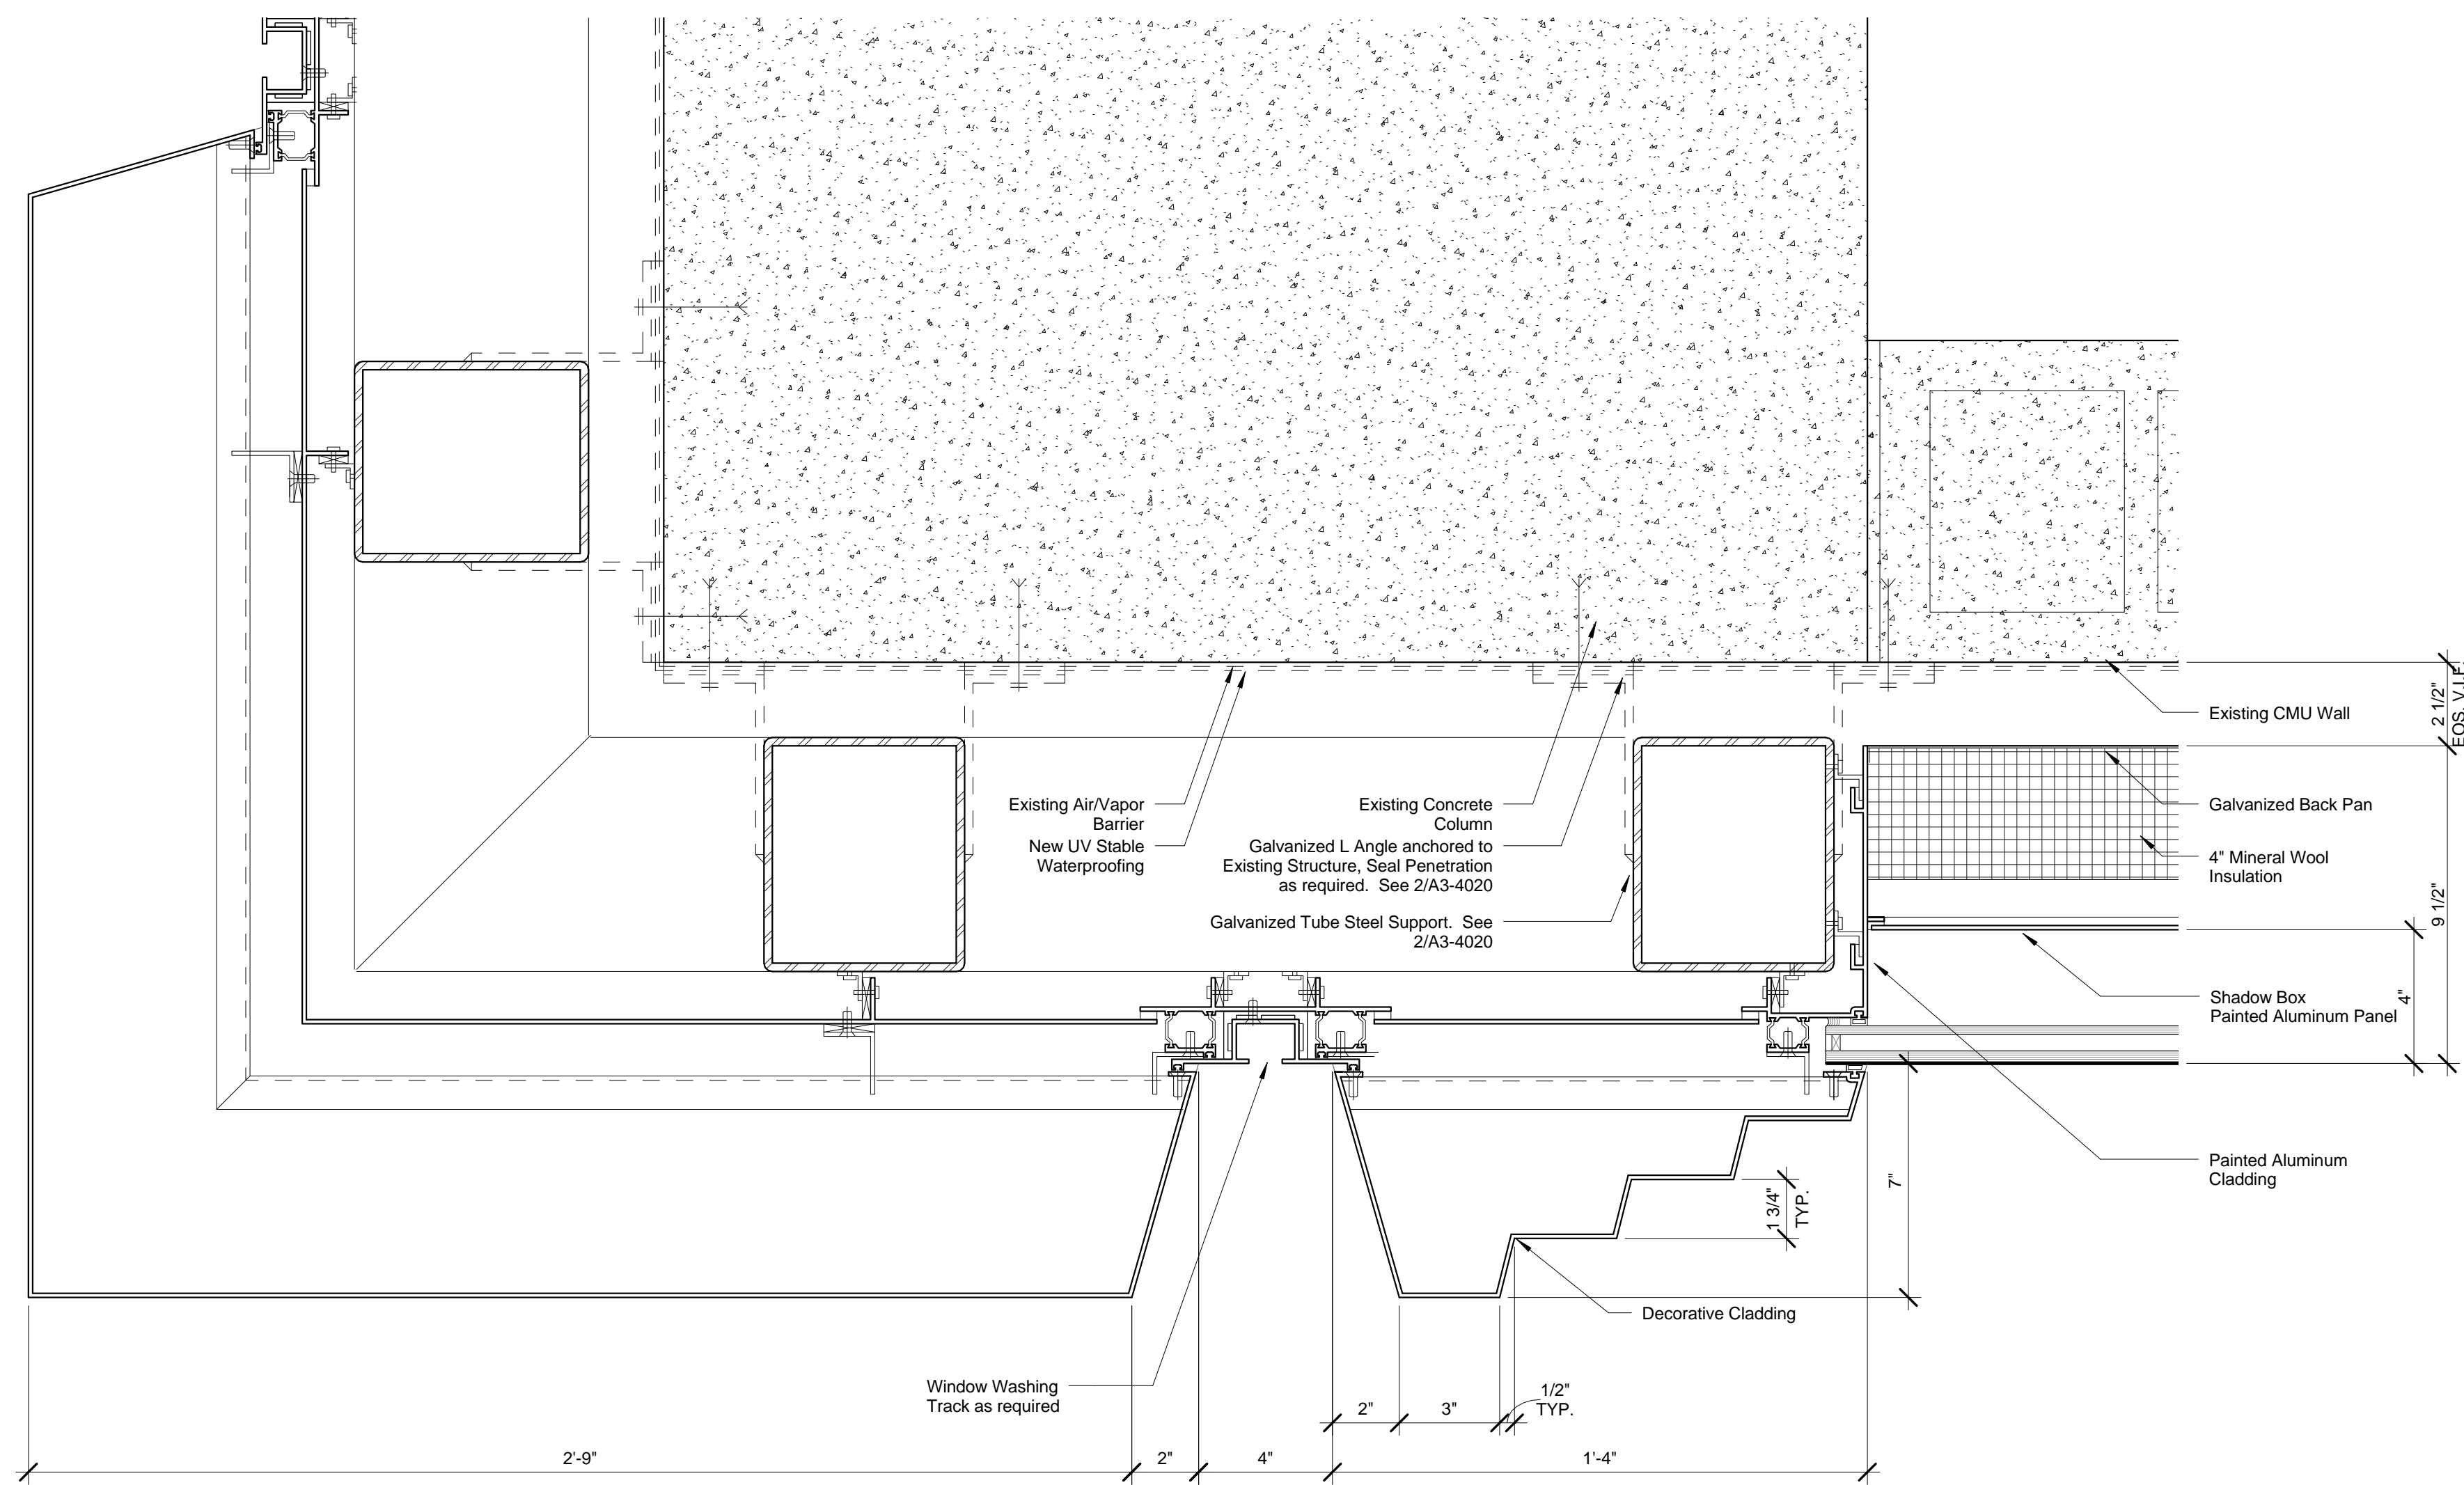 Existing Air/Vapor
Barrier
New UV Stable
Waterproofing
Existing Concrete
Column
Galvanized L Angle anchored to
Existing Structure, Seal Penetration
as required. See 2/A3-4020
Galvanized Tube Steel Support. See
2/A3-4020
Existing CMU Wall
Galvanized Back Pan
4" Mineral Wool
Insulation
Shadow Box
Painted Aluminum Panel
Painted Aluminum
Cladding
2 1/2"
9 1/2"
4"
7"
1 3/4"
TYP.
Decorative Cladding
Window Washing
Track as required
2"
3"
1/2"
TYP.
2'-9"
2"
4"
1'-4"